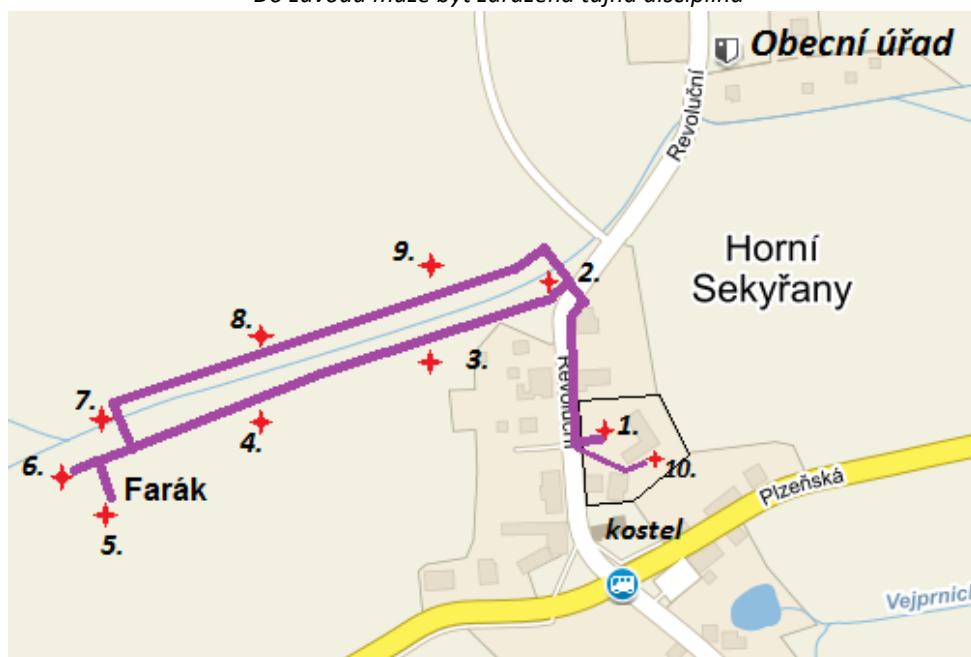 Do závodu může být zařazena tajná disciplína
Obecní úřad
Revoluční
Horní
Sekyřany
9.
2.
8.
3.
Revoluční
7.
4.
1.
6.
Farák
10.
Plzeňská
5.
kostel
Vejprnick